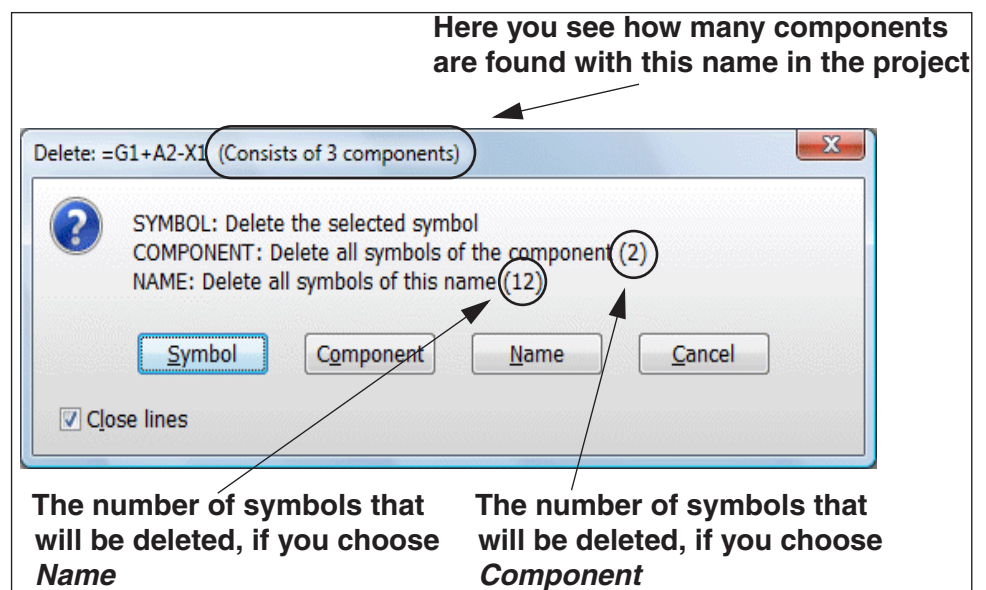 Here you see how many components
are found with this name in the project
Delete: =G1+A2-X1 (Consists of 3 components)
X
?
SYMBOL: Delete the selected symbol
COMPONENT: Delete all symbols of the component (2)
NAME: Delete all symbols of this name (12)
Symbol Component Name Cancel
Close lines
The number of symbols that
will be deleted, if you choose
Name
The number of symbols that
will be deleted, if you choose
Component